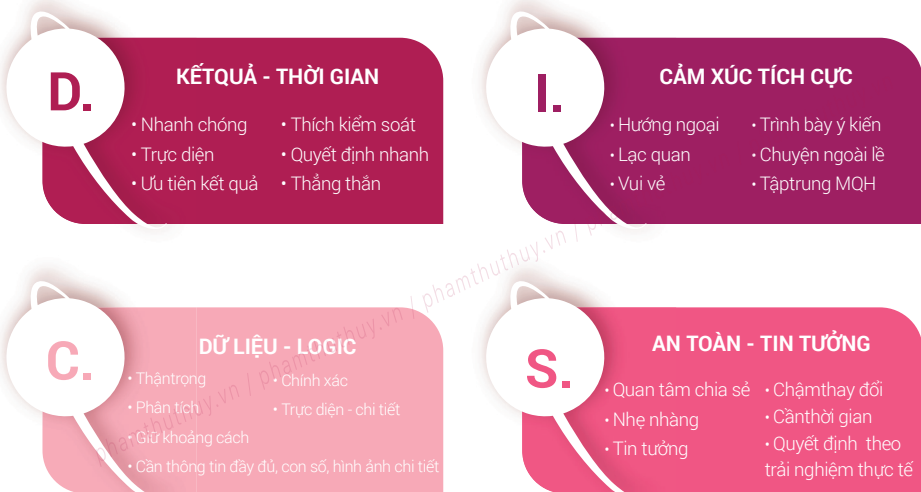 D.
KẾTQUẢ - THỜI GIAN
• Nhanh chóng
• Trực diện
• Ưu tiên kết quả
• Thích kiểm soát
• Quyết định nhanh
• Thẳng thắn
I.
CẢM XÚC TÍCH CỰC
• Hướng ngoại
• Lạc quan
• Vui vẻ
• Trình bày ý kiến
• Chuyện ngoài lề
• Tậptrung MQH
phamthuthuy.vn / phamthuthuy.vn / phamthuthuy.vn / p
C.
DỮ LIỆU - LOGIC
• Thậntrọng
• Chính xác
• Phân tích
• Trực diện - chi tiết
• Giữ khoảng cách
• Cần thông tin đầy đủ, con số, hình ảnh chi tiết
S.
AN TOÀN - TIN TƯỞNG
• Quan tâm chia sẻ
• Nhẹ nhàng
• Tin tưởng
• Chậmthay đổi
• Cầnthời gian
• Quyết định theo
trải nghiệm thực tế